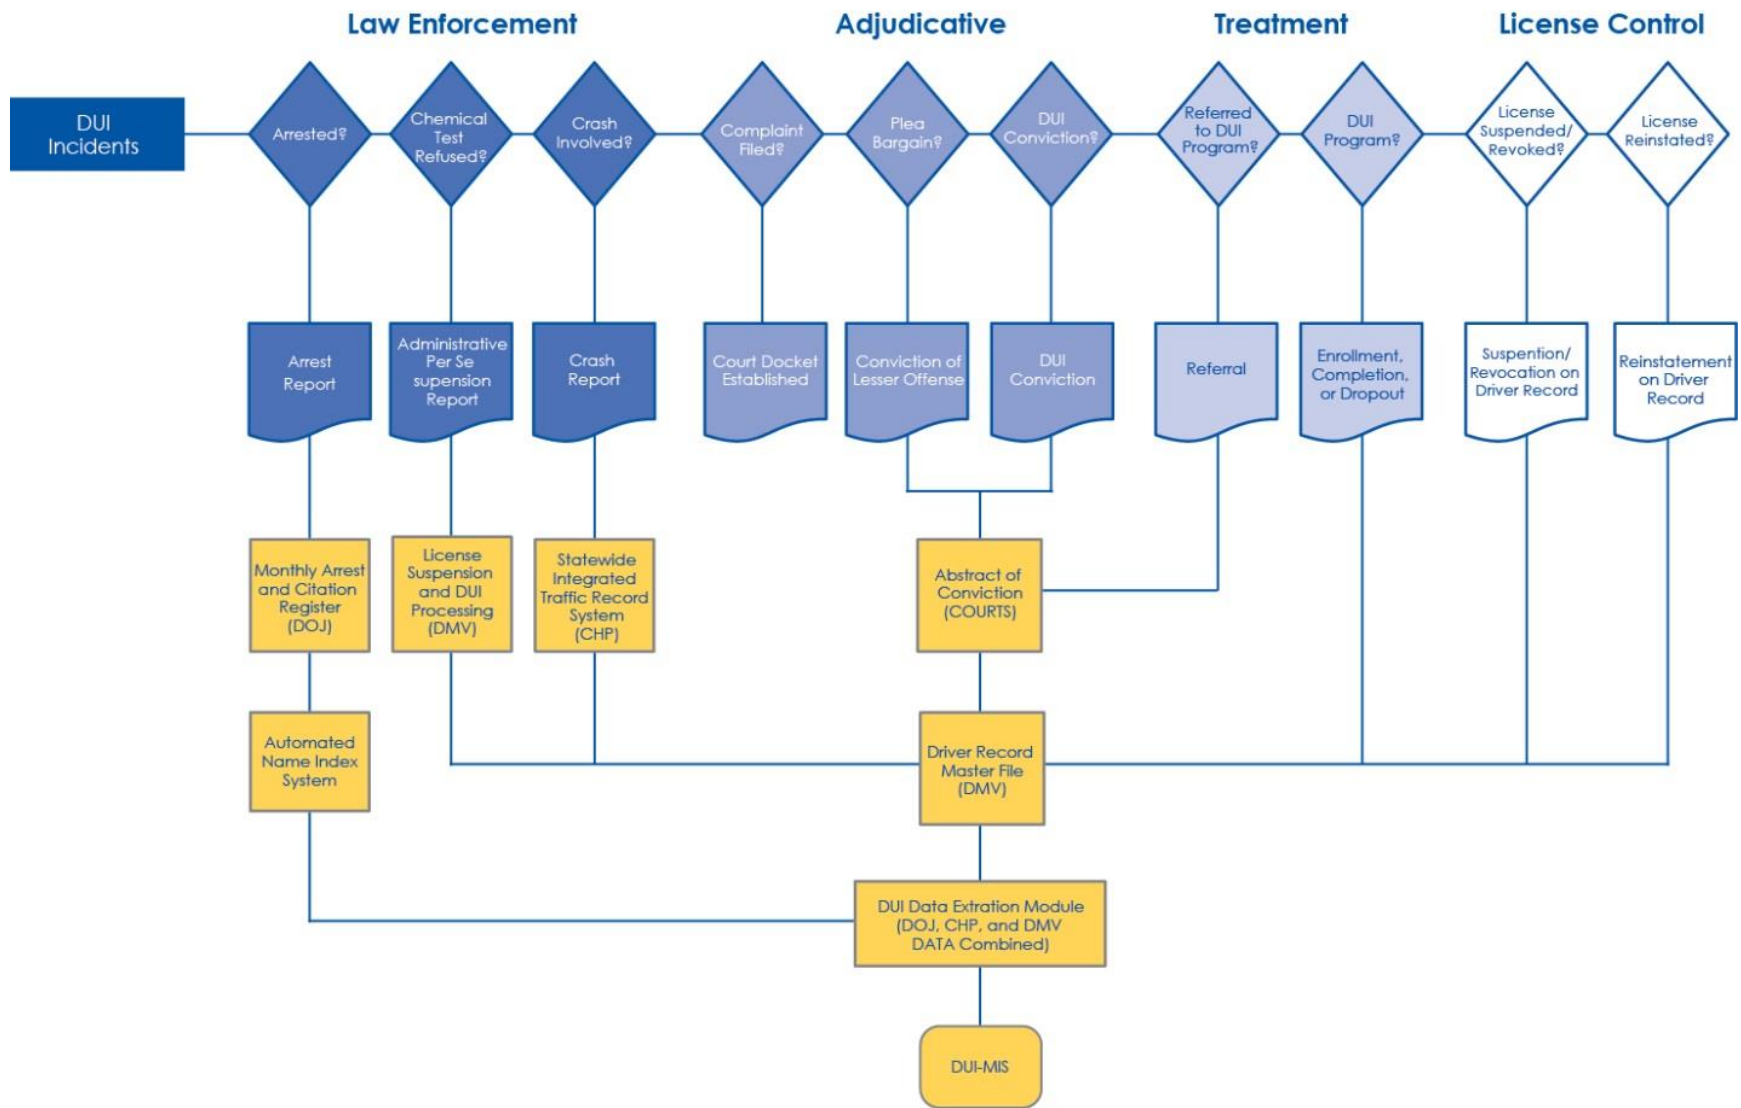 Law Enforcement
Adjudicative
Treatment
License Control
DUI
Incidents
Arrested?
Chemical
Test
Refused?
Crash
Involved?
Complaint
Filed?
Plea
Bargain?
DUI
Conviction?
Referred
to DUI
Program?
DUI
Program?
License
Suspended/
Revoked?
License
Reinstated?
Arrest
Report
Administrative
Per Se
supension
Report
Crash
Report
Court Docket
Established
Conviction of
Lesser Offense
DUI
Conviction
Referral
Enrollment,
Completion,
or Dropout
Suspention/
Revocation on
Driver Record
Reinstatement
on Driver
Record
Monthly Arrest
and Citation
Register
(DOJ)
License
Suspension
and DUI
Processing
(DMV)
Statewide
Integrated
Traffic Record
System
(CHP)
Abstract of
Conviction
(COURTS)
Automated
Name Index
System
Driver Record
Master File
(DMV)
DUI Data Extration Module
(DOJ, CHP, and DMV
DATA Combined)
DUI-MIS